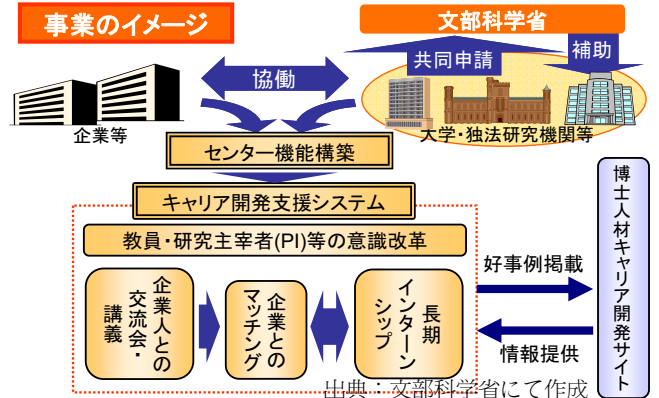 事業のイメージ
文部科学省
共同申請
補助
協働
企業等
大学・独法研究機関等
センター機能構築
キャリア開発支援システム
教員・研究主宰者(PI)等の意識改革
企業人との
交流会・
講義
企業との
マッチング
長期
インターン
シップ
好事例掲載
情報提供
博士人材キャリア開発サイト
出典：文部科学省にて作成